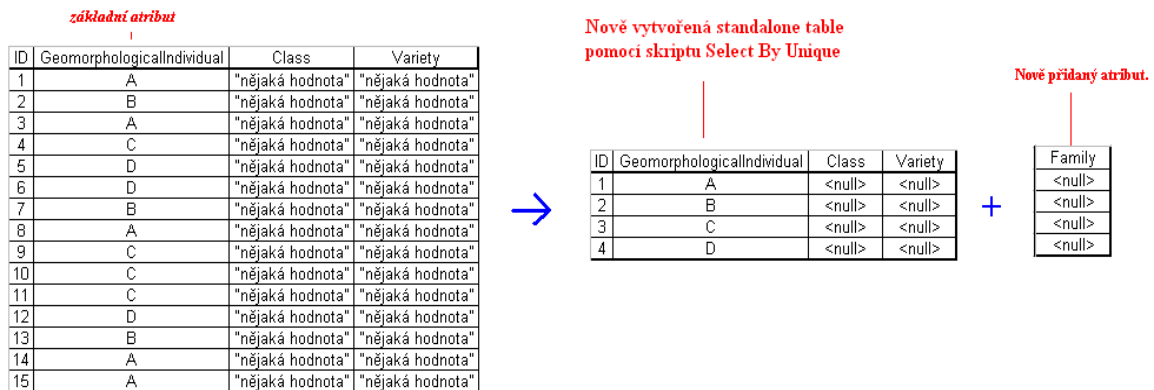 základní atribut
ID GeomorphologicalIndividual Class Variety
1 A "nějaká hodnota" "nějaká hodnota"
2 B "nějaká hodnota" "nějaká hodnota"
3 A "nějaká hodnota" "nějaká hodnota"
4 C "nějaká hodnota" "nějaká hodnota"
5 D "nějaká hodnota" "nějaká hodnota"
6 D "nějaká hodnota" "nějaká hodnota"
7 B "nějaká hodnota" "nějaká hodnota"
8 A "nějaká hodnota" "nějaká hodnota"
9 C "nějaká hodnota" "nějaká hodnota"
10 C "nějaká hodnota" "nějaká hodnota"
11 C "nějaká hodnota" "nějaká hodnota"
12 D "nějaká hodnota" "nějaká hodnota"
13 B "nějaká hodnota" "nějaká hodnota"
14 A "nějaká hodnota" "nějaká hodnota"
15 A "nějaká hodnota" "nějaká hodnota"
Nově vytvořená standalone table
pomocí skriptu Select By Unique
ID GeomorphologicalIndividual Class Variety
1 A <null> <null>
2 B <null> <null>
3 C <null> <null>
4 D <null> <null>
+
Nově přidaný atribut.
Family
<null>
<null>
<null>
<null>